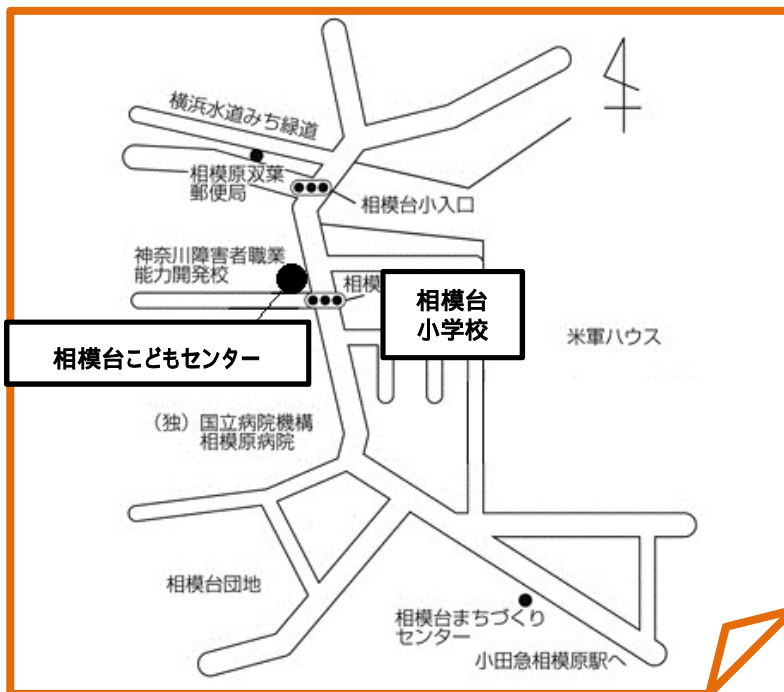 横浜水道みち緑道
相模原双葉
郵便局
相模台小入口
神奈川障害者職業
能力開発校
相模
相模台
小学校
相模台こどもセンター
米軍ハウス
（独）国立病院機構
相模原病院
相模台団地
相模台まちづくり
センター
小田急相模原駅へ